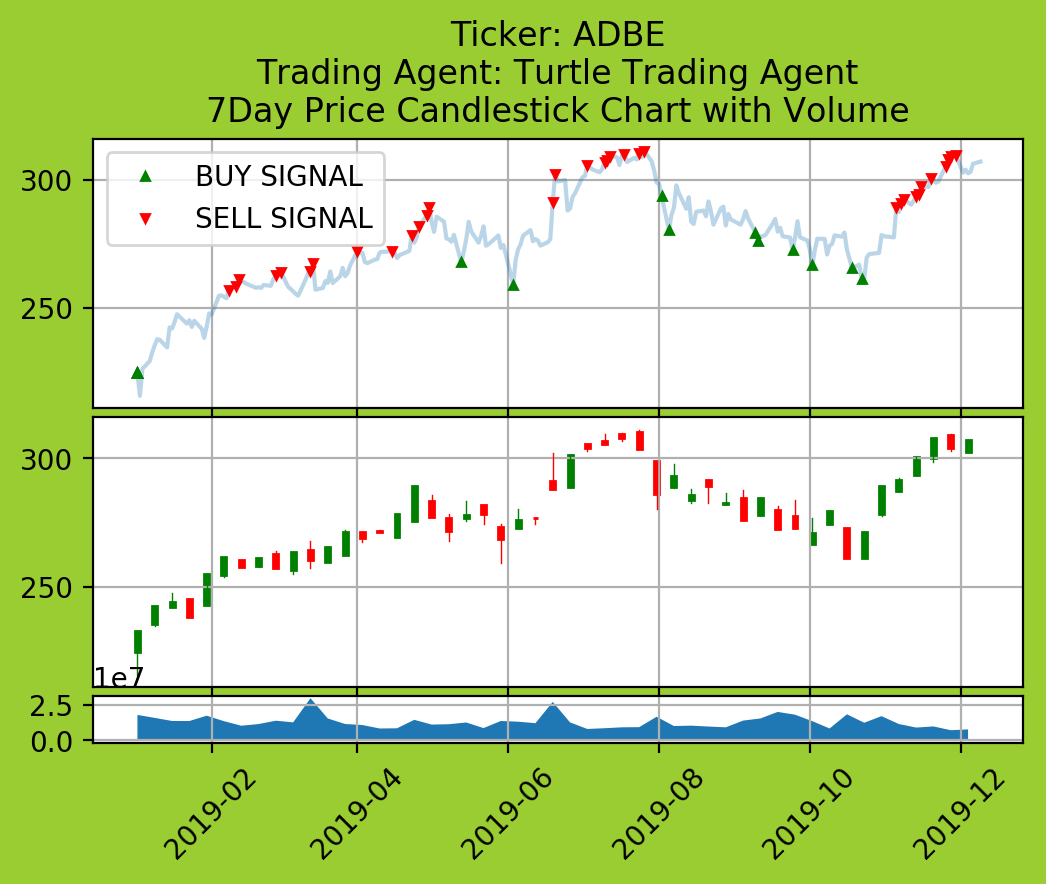 Ticker: ADBE
Trading Agent: Turtle Trading Agent
7Day Price Candlestick Chart with Volume
BUY SIGNAL
SELL SIGNAL
300
250
300
250
1e7
2.5
0.0
2019-02
2019-04
2019-06
2019-08
2019-10
2019-12